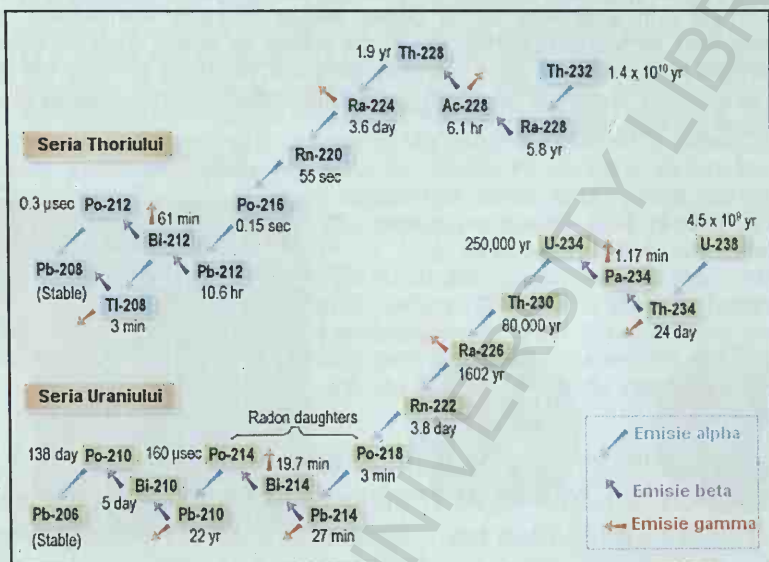 1.9 yr Th-228
Th-232 1.4 x 10¹⁰ yr
Ra-224
3.6 day
Ac-228
6.1 hr
Ra-228
5.8 yr
Seria Thoriului
Rn-220
55 sec
0.3 µsec Po-212
61 min
Bi-212
Po-216
0.15 sec
Pb-208
(Stable)
Pb-212
10.6 hr
Tl-208
3 min
4.5 x 10⁹ yr
U-238
250,000 yr U-234
1.17 min
Pa-234
Th-234
24 day
Th-230
80,000 yr
Ra-226
1602 yr
Seria Uraniului
Rn-222
3.8 day
Radon daughters
138 day Po-210
160 µsec Po-214
19.7 min
Po-218
3 min
Bi-210
5 day
Bi-214
Pb-206
(Stable)
Pb-210
22 yr
Pb-214
27 min
Emisie alpha
Emisie beta
Emisie gamma
UNIVERSITY LIBR